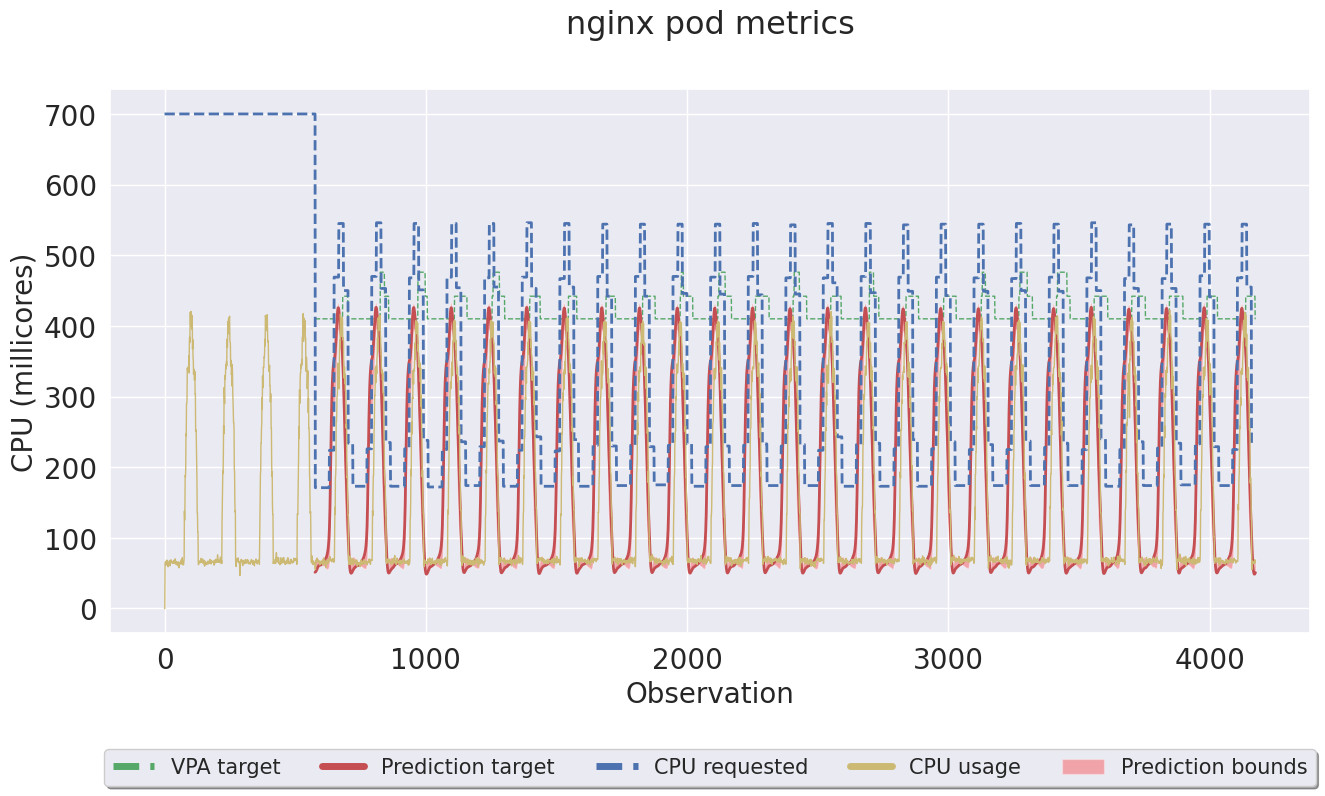 nginx pod metrics
CPU (millicores)
700
600
500
400
300
200
100
0
0 1000 2000 3000 4000
Observation
VPA target Prediction target CPU requested CPU usage Prediction bounds